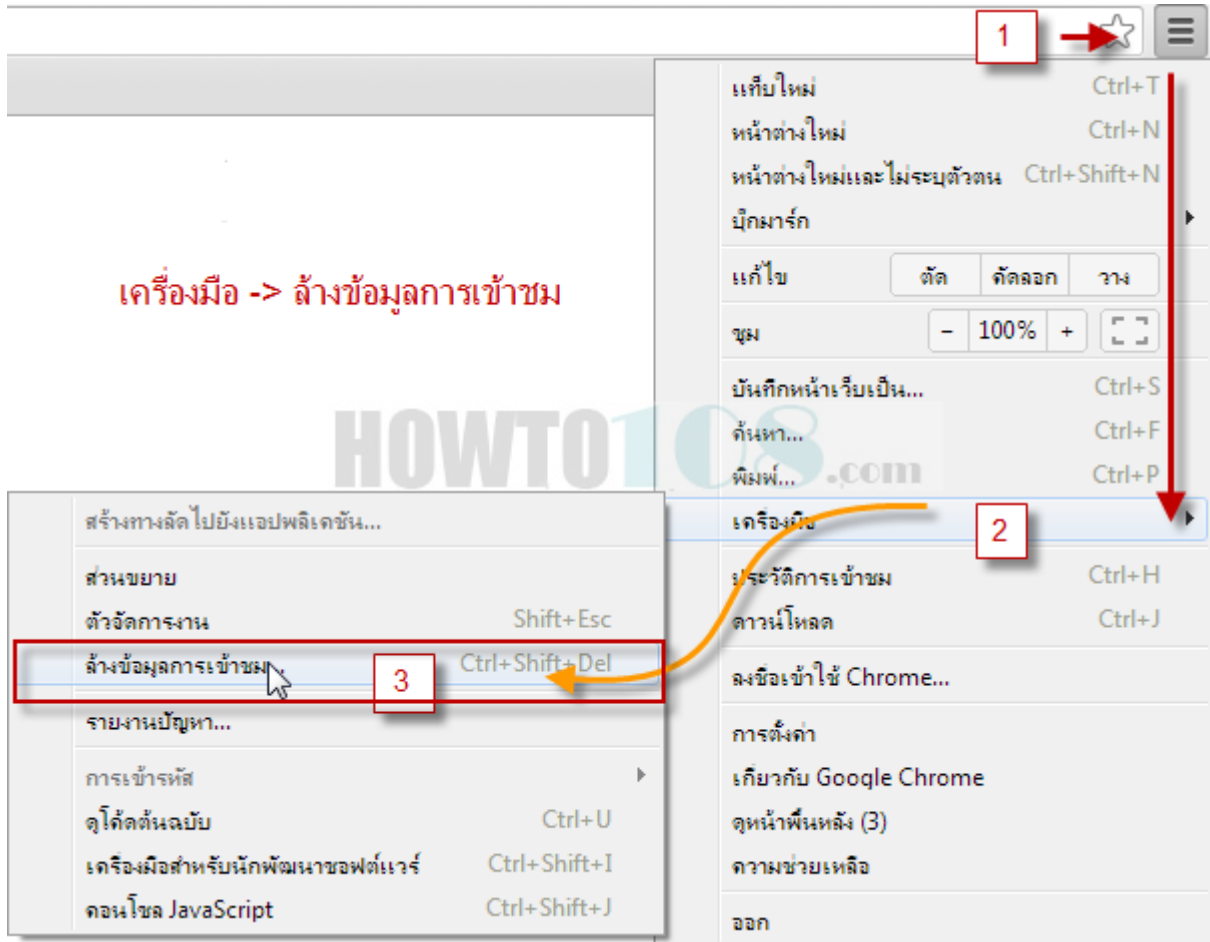 1
แท็บใหม่ Ctrl+T
หน้าต่างใหม่ Ctrl+N
หน้าต่างใหม่และไม่ระบุตัวตน Ctrl+Shift+N
บุ๊กมาร์ก
แก้ไข ตัด คัดลอก วาง
ซูม - 100% +
บันทึกหน้าเว็บเป็น... Ctrl+S
ค้นหา... Ctrl+F
พิมพ์... Ctrl+P
เครื่องมือ 2
ประวัติการเข้าชม Ctrl+H
ดาวน์โหลด Ctrl+J
ลงชื่อเข้าใช้ Chrome...
การตั้งค่า
เกี่ยวกับ Google Chrome
ดูหน้าพื้นหลัง (3)
ความช่วยเหลือ
ออก
เครื่องมือ -> ล้างข้อมูลการเข้าชม
HOWTO108.com
สร้างทางลัดไปยังแอปพลิเคชัน...
ส่วนขยาย
ตัวจัดการงาน Shift+Esc
ล้างข้อมูลการเข้าชม... 3 Ctrl+Shift+Del
รายงานปัญหา...
การเข้ารหัส
ดูโค้ดต้นฉบับ Ctrl+U
เครื่องมือสำหรับนักพัฒนาซอฟต์แวร์ Ctrl+Shift+I
คอนโซล JavaScript Ctrl+Shift+J